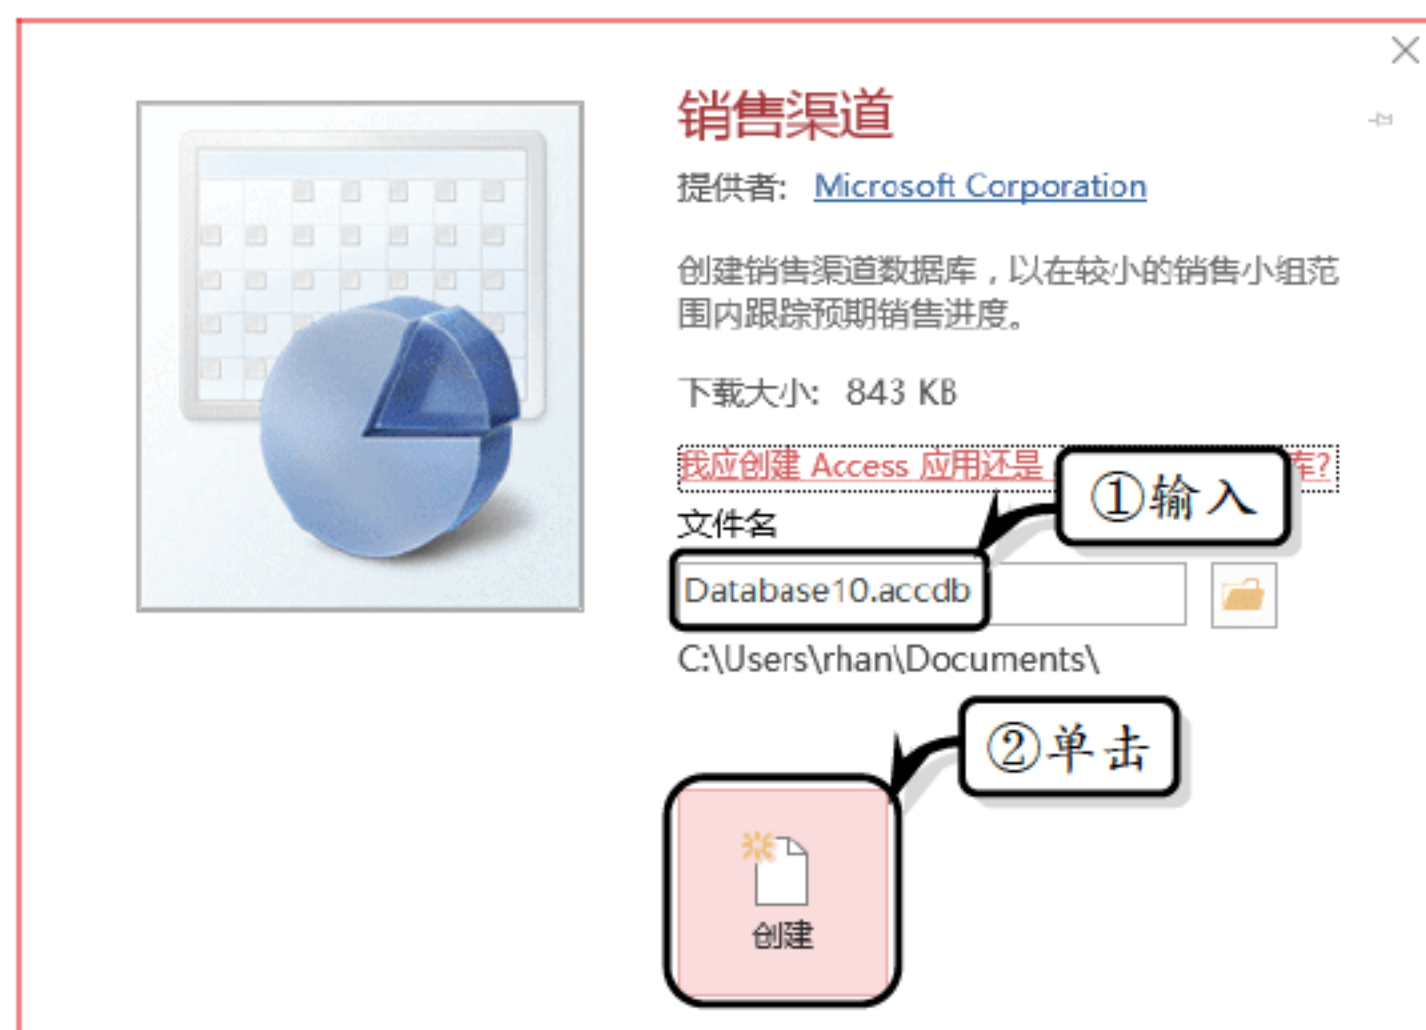 销售渠道
提供者: Microsoft Corporation
创建销售渠道数据库，以在较小的销售小组范
围内跟踪预期销售进度。
下载大小: 843 KB
我应创建 Access 应用还是 库?
①输入
文件名
Database10.accdb
C:\Users\rhan\Documents\
②单击
创建